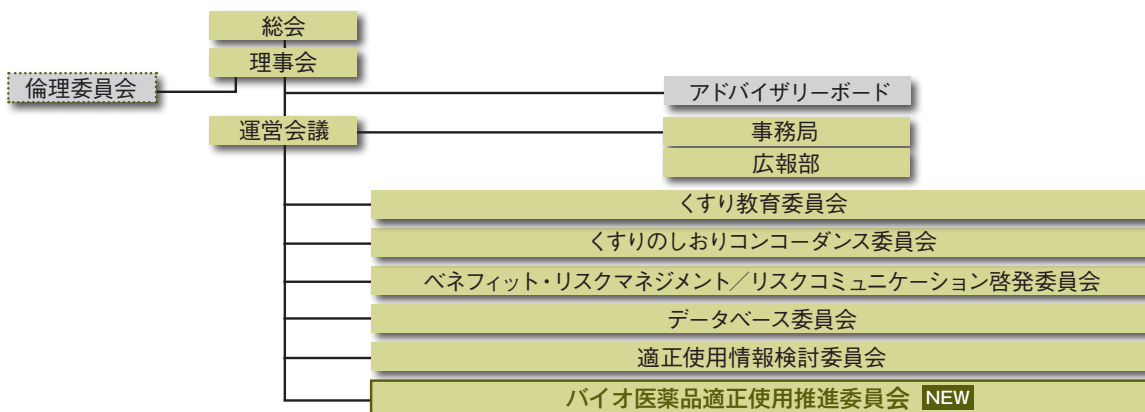 総会
理事会
倫理委員会
アドバイザリーボード
運営会議
事務局
広報部
くすり教育委員会
くすりのしおりコンコーダンス委員会
ベネフィット・リスクマネジメント／リスクコミュニケーション啓発委員会
データベース委員会
適正使用情報検討委員会
バイオ医薬品適正使用推進委員会 NEW